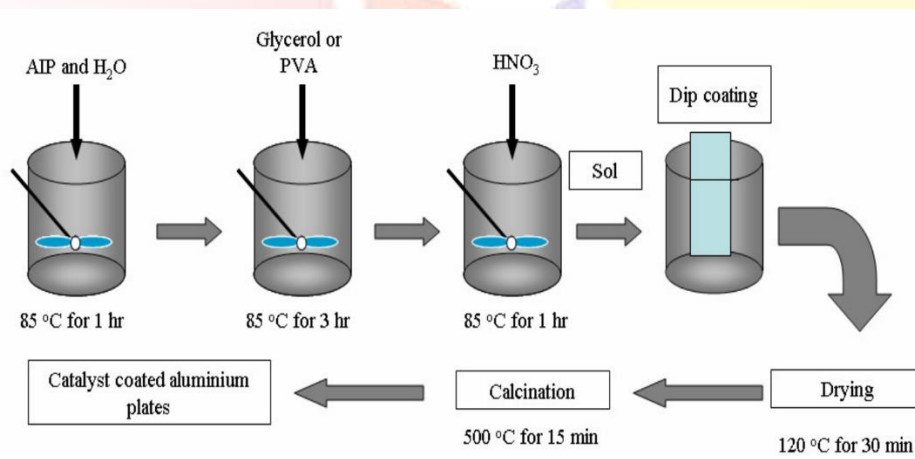 AIP and H₂O
Glycerol or
PVA
HNO₃
Dip coating
Sol
85 °C for 1 hr
85 °C for 3 hr
85 °C for 1 hr
Catalyst coated aluminium
plates
Calcination
Drying
500 °C for 15 min
120 °C for 30 min